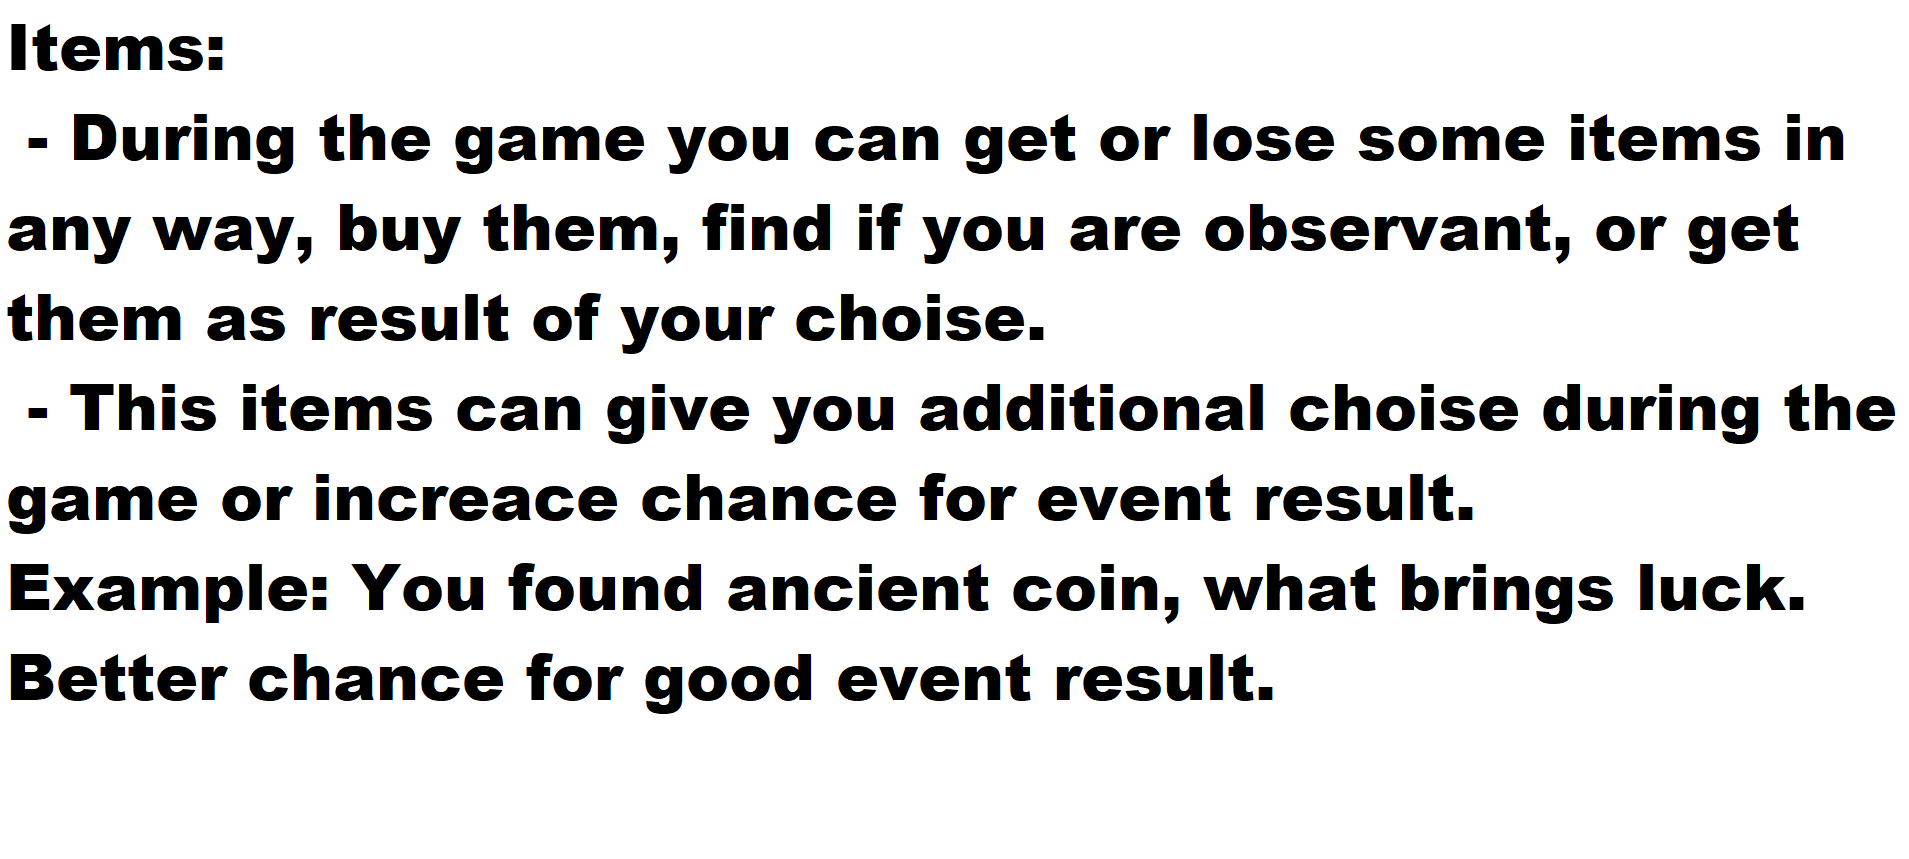 Items:
- During the game you can get or lose some items in
any way, buy them, find if you are observant, or get
them as result of your choise.
- This items can give you additional choise during the
game or increace chance for event result.
Example: You found ancient coin, what brings luck.
Better chance for good event result.